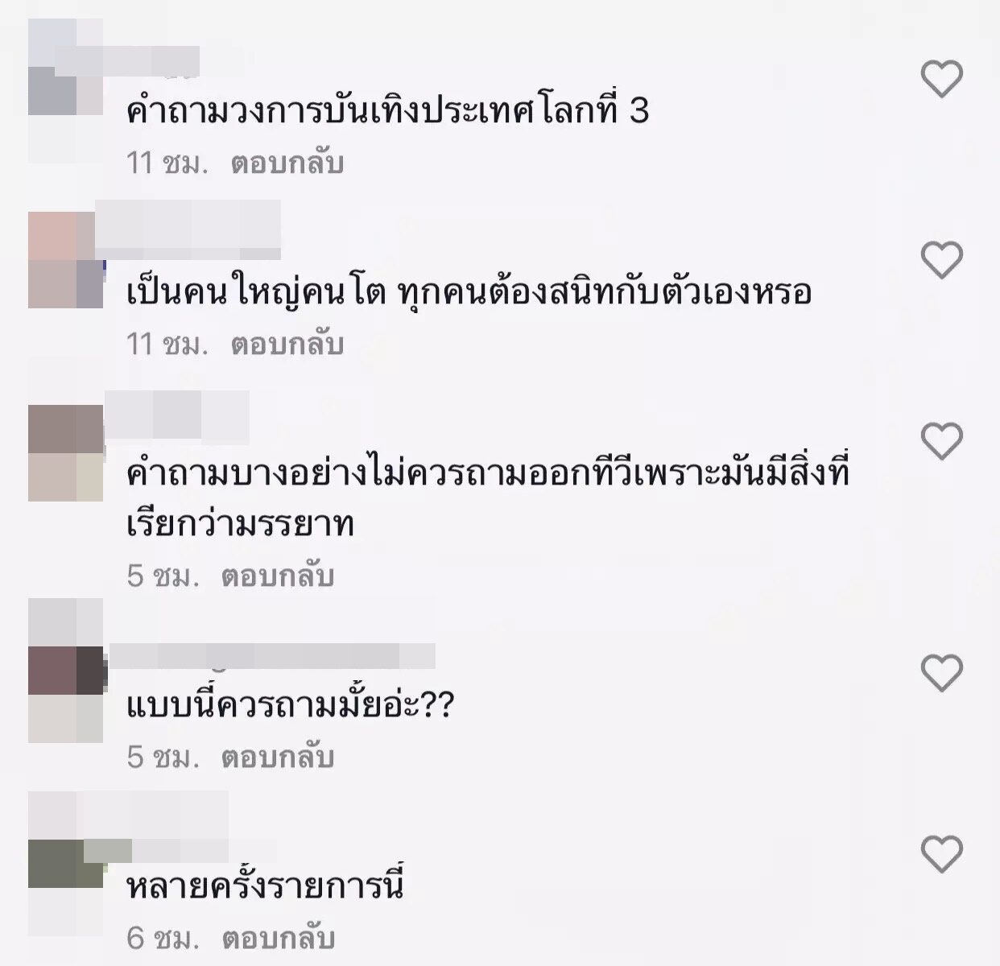 คำถามวงการบันเทิงประเทศโลกที่ 3
11 ชม. ตอบกลับ
เป็นคนใหญ่คนโต ทุกคนต้องสนิทกับตัวเองหรอ
11 ชม. ตอบกลับ
คำถามบางอย่างไม่ควรถามออกทีวีเพราะมันมีสิ่งที่
เรียกว่ามรรยาท
5 ชม. ตอบกลับ
แบบนี้ควรถามมั้ยอ่ะ??
5 ชม. ตอบกลับ
หลายครั้งรายการนี้
6 ชม. ตอบกลับ